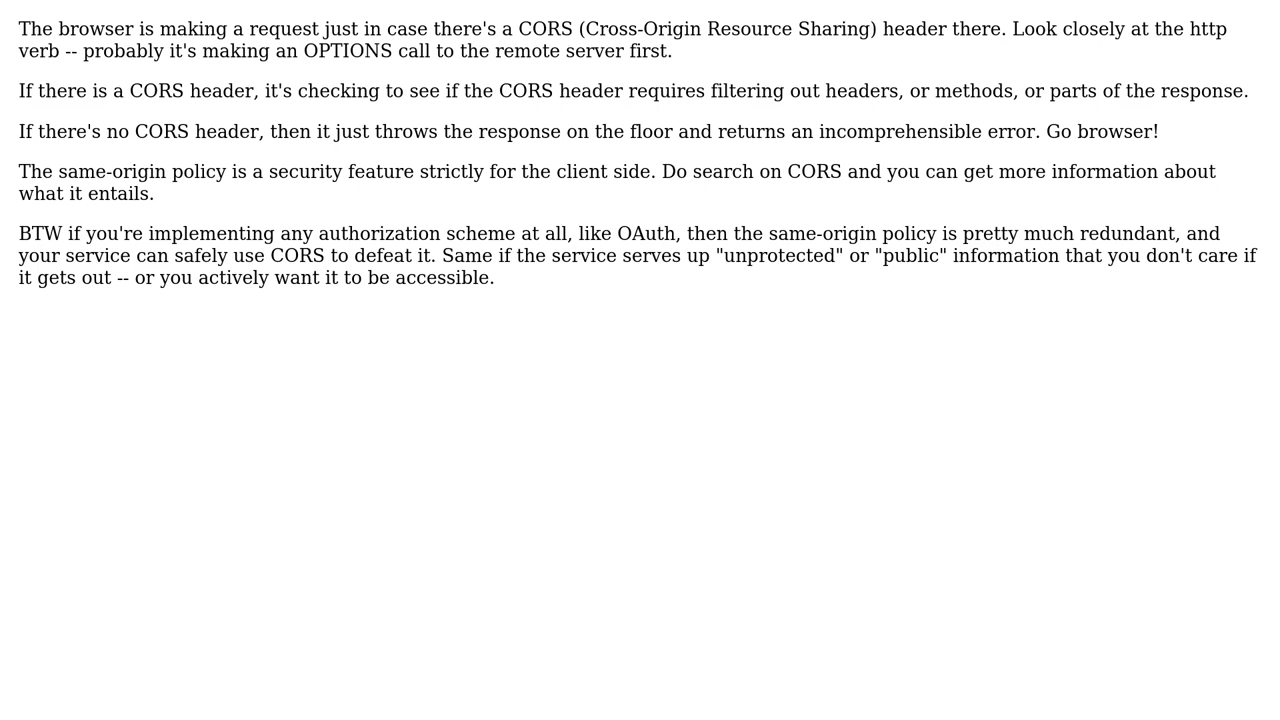 The browser is making a request just in case there's a CORS (Cross-Origin Resource Sharing) header there. Look closely at the http
verb -- probably it's making an OPTIONS call to the remote server first.
If there is a CORS header, it's checking to see if the CORS header requires filtering out headers, or methods, or parts of the response.
If there's no CORS header, then it just throws the response on the floor and returns an incomprehensible error. Go browser!
The same-origin policy is a security feature strictly for the client side. Do search on CORS and you can get more information about
what it entails.
BTW if you're implementing any authorization scheme at all, like OAuth, then the same-origin policy is pretty much redundant, and
your service can safely use CORS to defeat it. Same if the service serves up "unprotected" or "public" information that you don't care if
it gets out -- or you actively want it to be accessible.